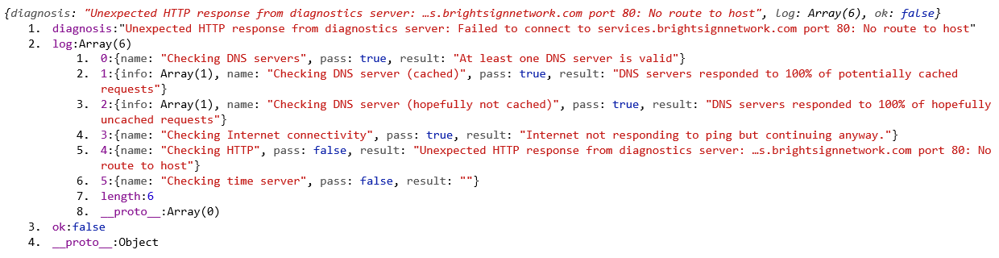 {diagnosis: "Unexpected HTTP response from diagnostics server: …s.brightsignnetwork.com port 80: No route to host", log: Array(6), ok: false}
1. diagnosis:"Unexpected HTTP response from diagnostics server: Failed to connect to services.brightsignnetwork.com port 80: No route to host"
2. log:Array(6)
1. 0:{name: "Checking DNS servers", pass: true, result: "At least one DNS server is valid"}
2. 1:{info: Array(1), name: "Checking DNS server (cached)", pass: true, result: "DNS servers responded to 100% of potentially cached
requests"}
3. 2:{info: Array(1), name: "Checking DNS server (hopefully not cached)", pass: true, result: "DNS servers responded to 100% of hopefully
uncached requests"}
4. 3:{name: "Checking Internet connectivity", pass: true, result: "Internet not responding to ping but continuing anyway."}
5. 4:{name: "Checking HTTP", pass: false, result: "Unexpected HTTP response from diagnostics server: …s.brightsignnetwork.com port 80: No
route to host"}
6. 5:{name: "Checking time server", pass: false, result: ""}
7. length:6
8. __proto__:Array(0)
3. ok:false
4. __proto__:Object